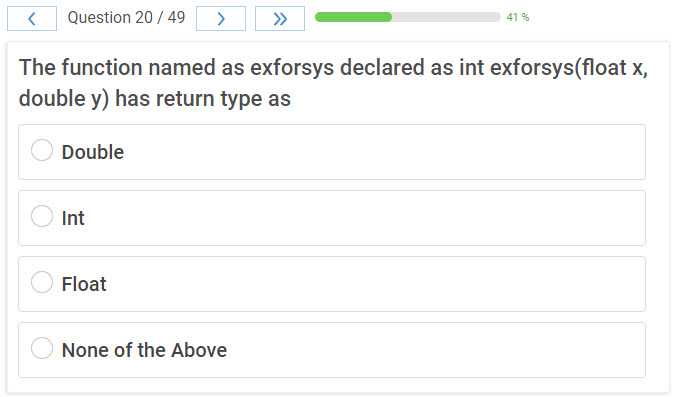 Question 20 / 49
41 %
The function named as exforsys declared as int exforsys(float x,
double y) has return type as
Double
Int
Float
None of the Above